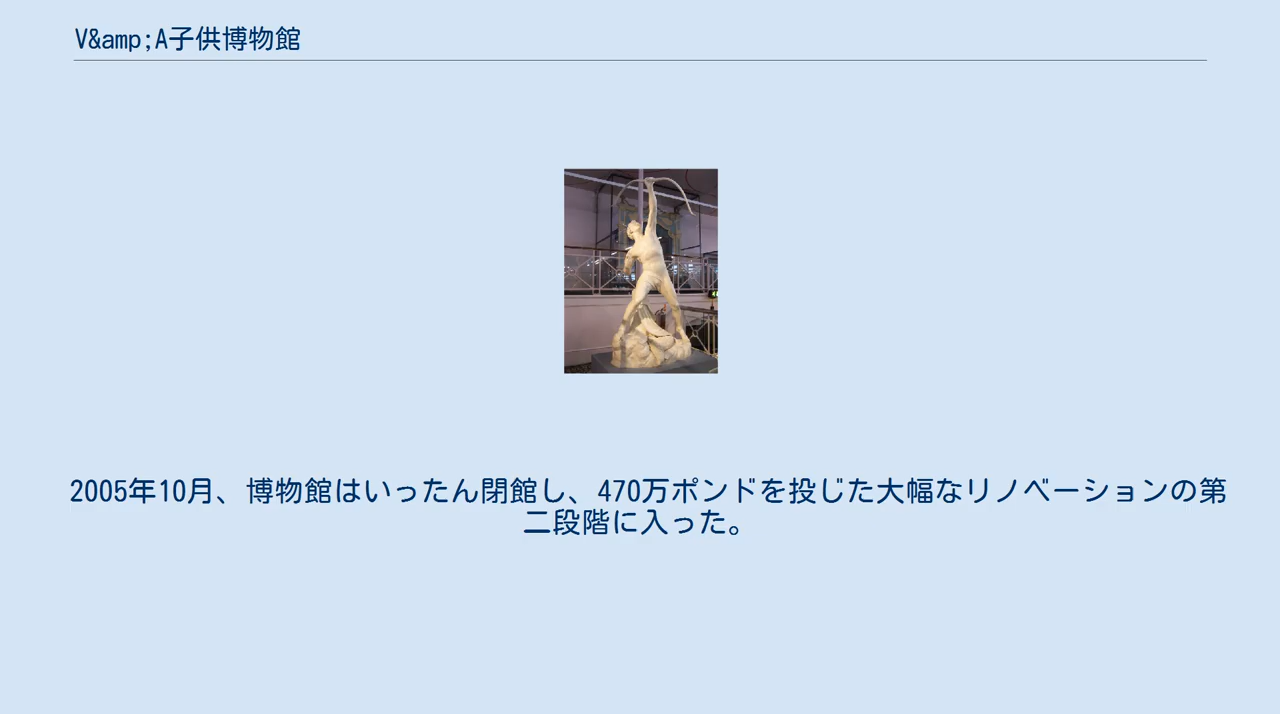 V&amp;A子供博物館
2005年10月、博物館はいったん閉館し、470万ポンドを投じた大幅なリノベーションの第
二段階に入った。